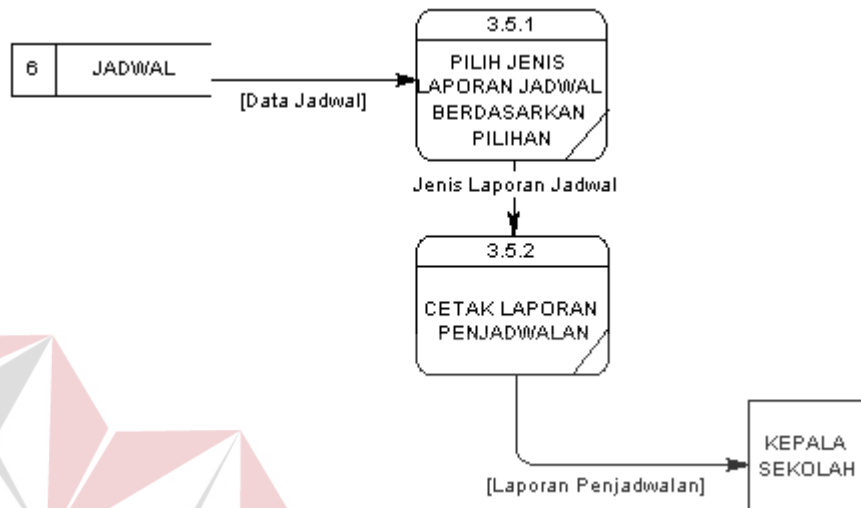 3.5.1
6
JADWAL
PILIH JENIS
LAPORAN JADWAL
BERDASARKAN
PILIHAN
[Data Jadwal]
Jenis Laporan Jadwal
3.5.2
CETAK LAPORAN
PENJADWALAN
KEPALA
SEKOLAH
[Laporan Penjadwalan]